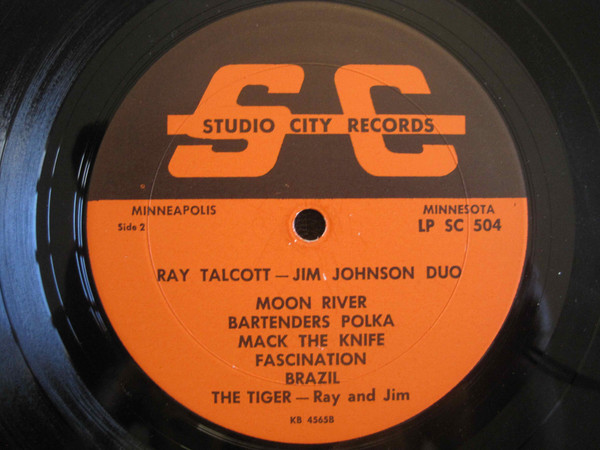 SC
STUDIO CITY RECORDS
MINNEAPOLIS
MINNESOTA
Side 2
LP SC 504
RAY TALCOTT — JIM JOHNSON DUO
MOON RIVER
BARTENDERS POLKA
MACK THE KNIFE
FASCINATION
BRAZIL
THE TIGER — Ray and Jim
KB 4565B